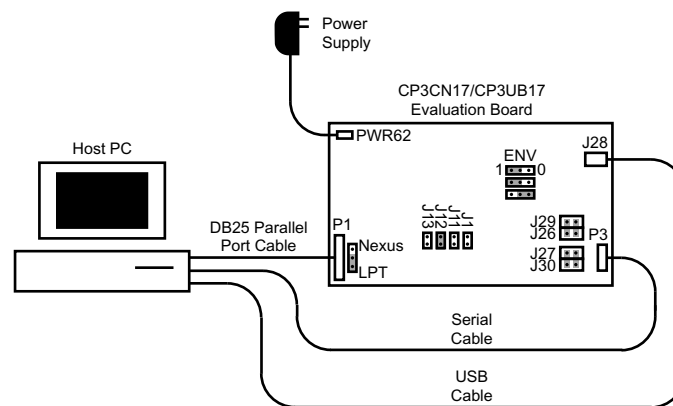 Power
Supply
CP3CN17/CP3UB17
Evaluation Board
PWR62
J28
Host PC
ENV
1 0
DB25 Parallel
Port Cable
P1
J13
J12
J11
J1
J29
J26
P3
Nexus
LPT
J27
J30
Serial
Cable
USB
Cable